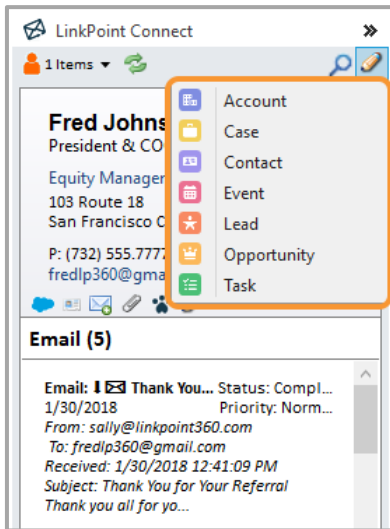 LinkPoint Connect
1 Items
Fred Johns
President & CO
Equity Manager
103 Route 18
San Francisco C
P: (732) 555.7777
fredlp360@gma
Account
Case
Contact
Event
Lead
Opportunity
Task
Email (5)
Email: Thank You... Status: Compl...
1/30/2018 Priority: Norm...
From: sally@linkpoint360.com
To: fredlp360@gmail.com
Received: 1/30/2018 12:41:09 PM
Subject: Thank You for Your Referral
Thank you all for yo...